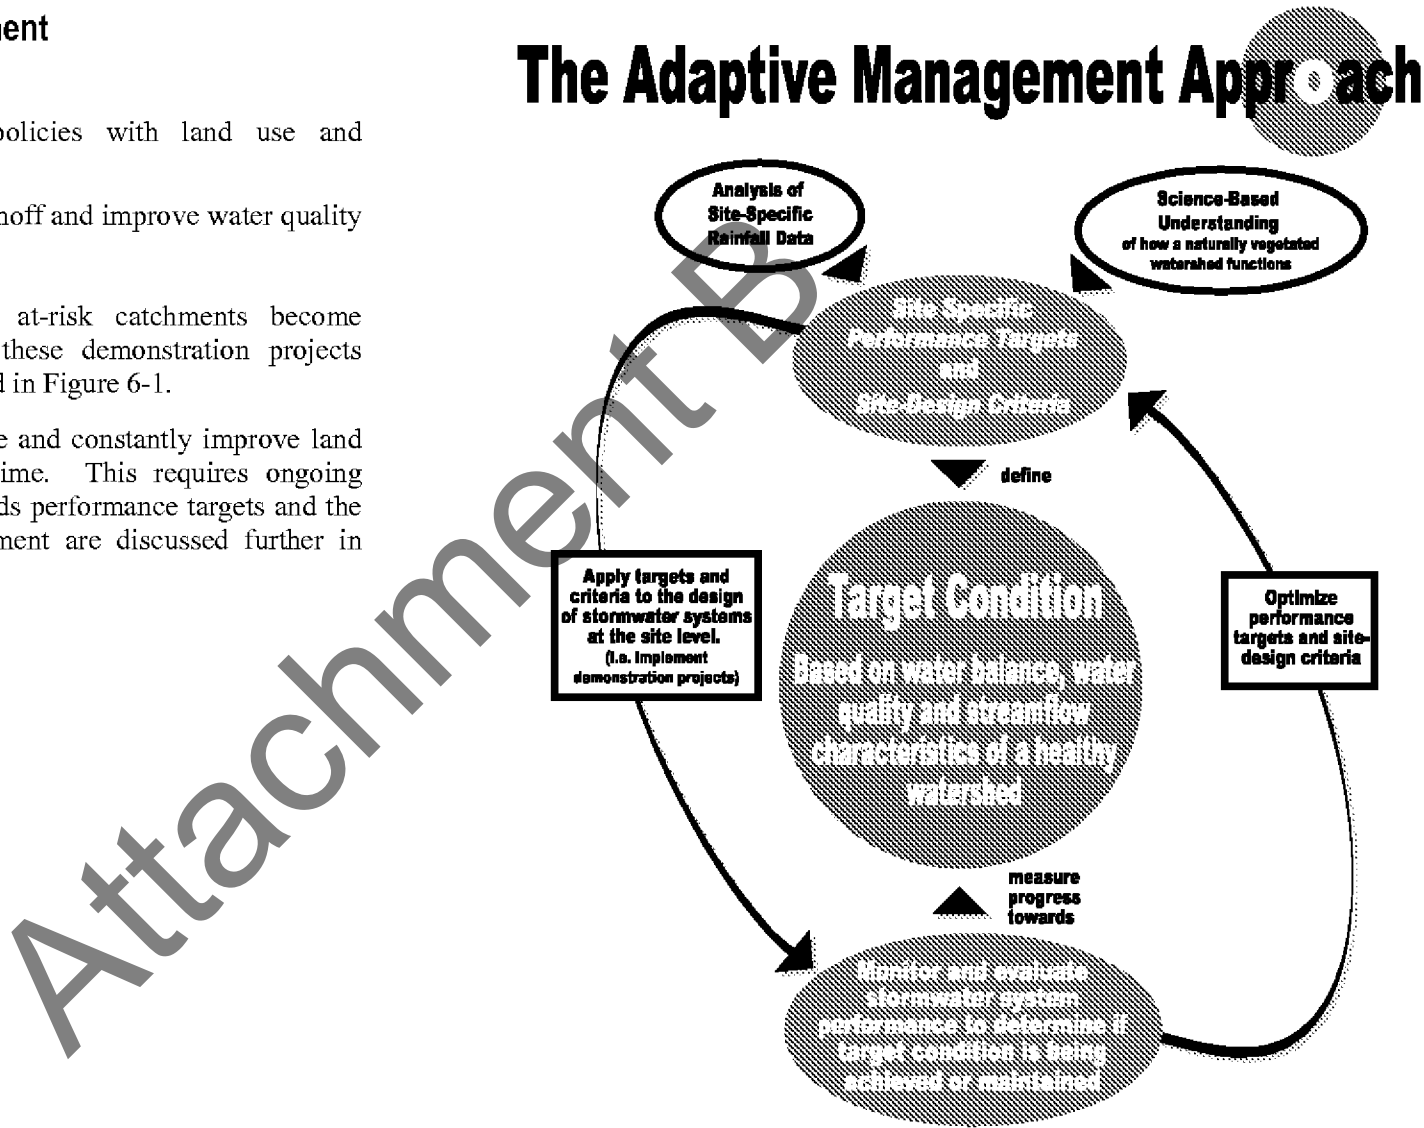 ment
policies with land use and
noff and improve water quality
at-risk catchments become
these demonstration projects
d in Figure 6-1.
e and constantly improve land
ime. This requires ongoing
ds performance targets and the
ment are discussed further in
The Adaptive Management Approach
Analysis of
Site-Specific
Rainfall Data
Science-Based
Understanding
of how a naturally vegetated
watershed functions
Site Specific
Performance Targets
and
Site-Design Criteria
define
Target Condition
Based on water balance, water
quality and streamflow
characteristics of a healthy
watershed
Apply targets and
criteria to the design
of stormwater systems
at the site level.
(i.e. implement
demonstration projects)
Optimize
performance
targets and site-
design criteria
measure
progress
towards
Monitor and evaluate
stormwater system
performance to determine if
target condition is being
achieved or maintained
Attachment B